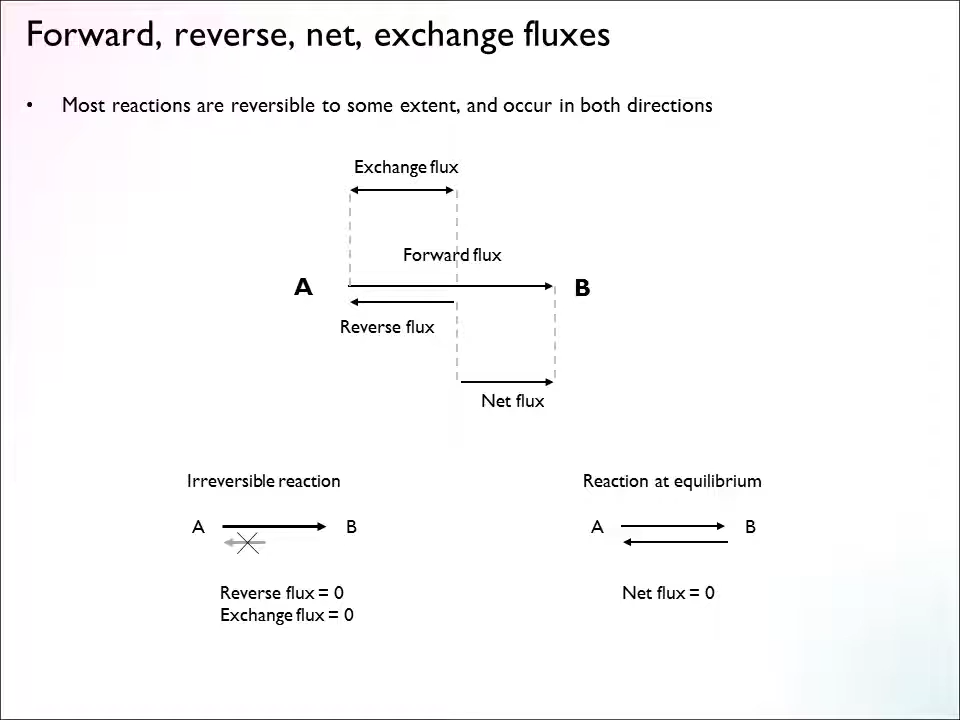 Forward, reverse, net, exchange fluxes
• Most reactions are reversible to some extent, and occur in both directions
Exchange flux
Forward flux
A
B
Reverse flux
Net flux
Irreversible reaction
A
B
Reverse flux = 0
Exchange flux = 0
Reaction at equilibrium
A
B
Net flux = 0